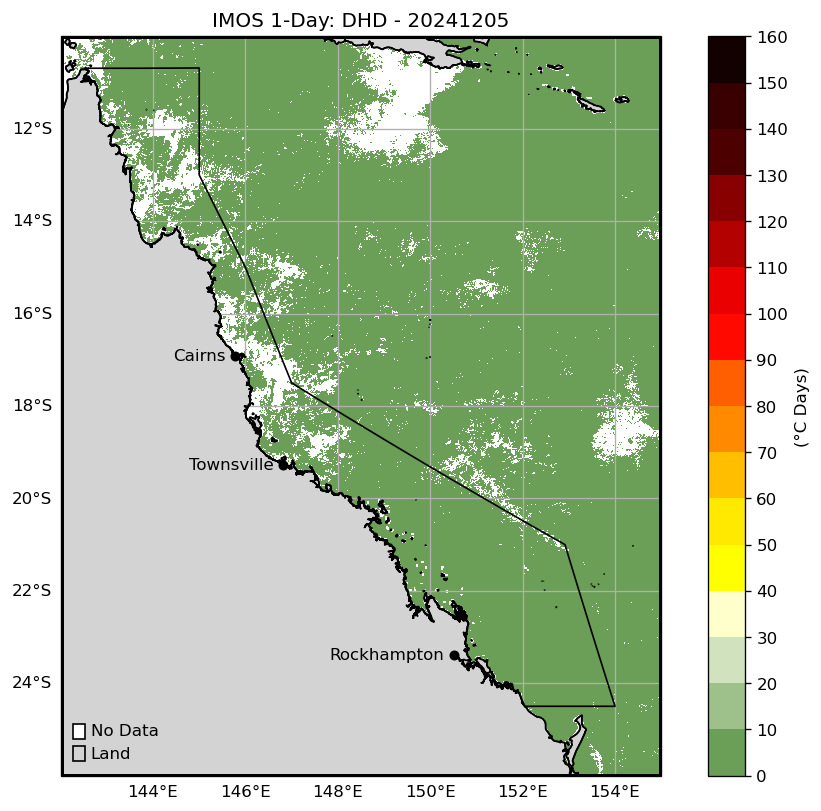 IMOS 1-Day: DHD - 20241205
12°S
14°S
16°S
18°S
20°S
22°S
24°S
Cairns
Townsville
Rockhampton
No Data
Land
144°E 146°E 148°E 150°E 152°E 154°E
160
150
140
130
120
110
100
90
80
70
60
50
40
30
20
10
0
(°C Days)